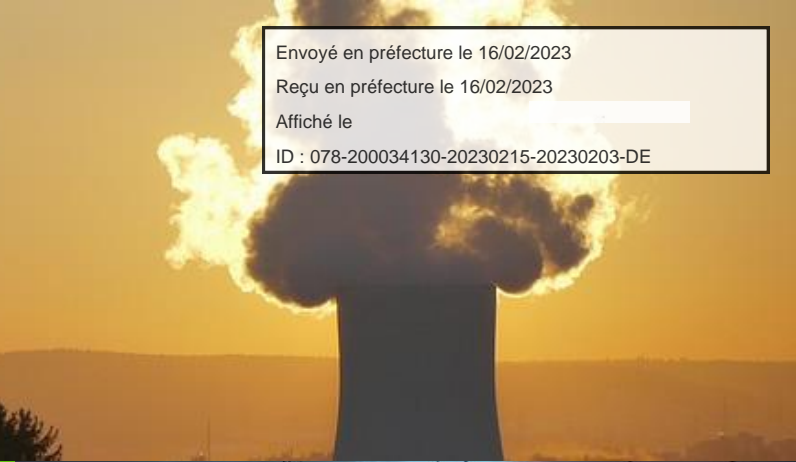 Envoyé en préfecture le 16/02/2023
Reçu en préfecture le 16/02/2023
Affiché le
ID : 078-200034130-20230215-20230203-DE